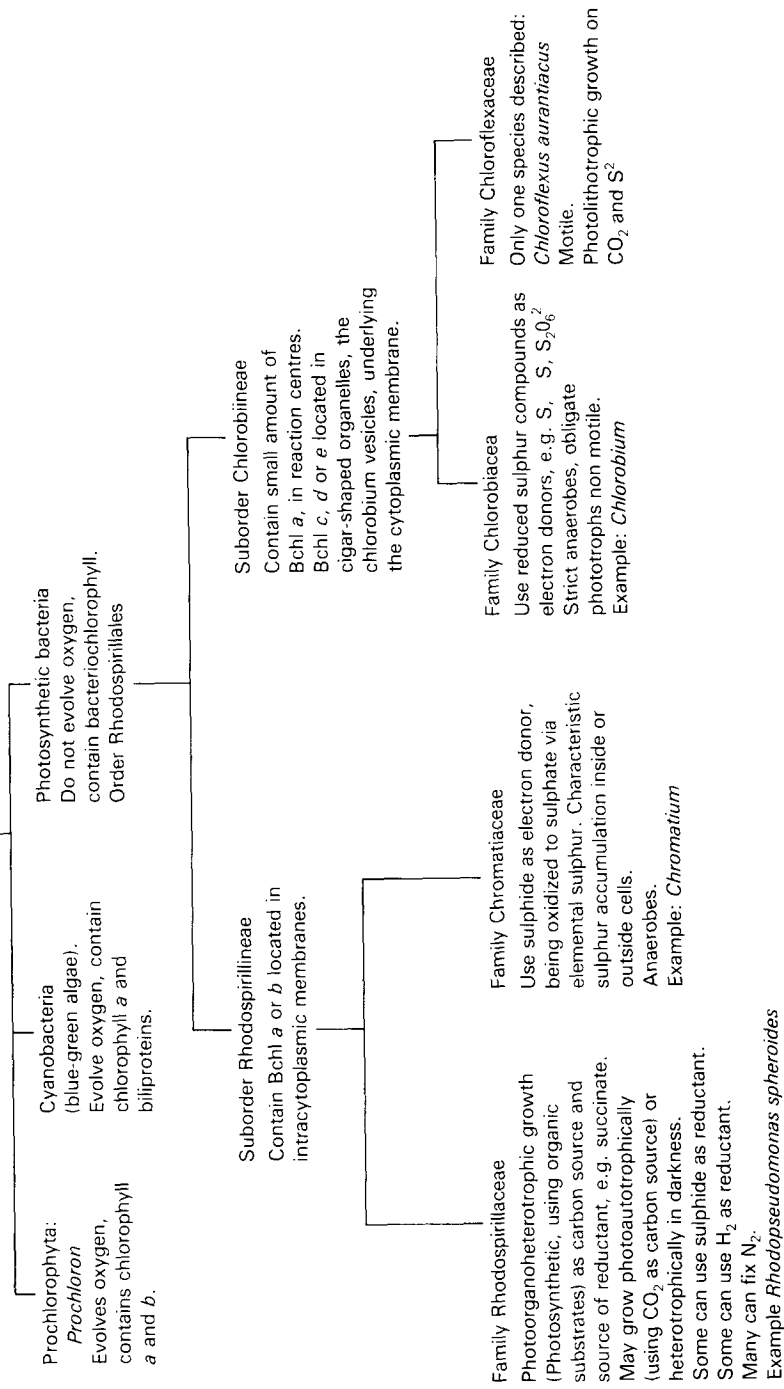 Prochlorophyta:
Prochloron
Evolves oxygen,
contains chlorophyll
a and b.
Cyanobacteria
(blue-green algae).
Evolve oxygen, contain
chlorophyll a and
biliproteins.
Photosynthetic bacteria
Do not evolve oxygen,
contain bacteriochlorophyll.
Order Rhodospirillales
Suborder Rhodospirillineae
Contain Bchl a or b located in
intracytoplasmic membranes.
Suborder Chlorobiineae
Contain small amount of
Bchl a, in reaction centres.
Bchl c, d or e located in
cigar-shaped organelles, the
chlorobium vesicles, underlying
the cytoplasmic membrane.
Family Rhodospirillaceae
Photoorganoheterotrophic growth
(Photosynthetic, using organic
substrates) as carbon source and
source of reductant, e.g. succinate.
May grow photoautotrophically
(using CO₂ as carbon source) or
heterotrophically in darkness.
Some can use sulphide as reductant.
Some can use H₂ as reductant.
Many can fix N₂.
Example Rhodopseudomonas spheroides
Family Chromatiaceae
Use sulphide as electron donor,
being oxidized to sulphate via
elemental sulphur. Characteristic
sulphur accumulation inside or
outside cells.
Anaerobes.
Example: Chromatium
Family Chlorobiacea
Use reduced sulphur compounds as
electron donors, e.g. S, S, S₂O₆²
Strict anaerobes, obligate
phototrophs non motile.
Example: Chlorobium
Family Chloroflexaceae
Only one species described:
Chloroflexus aurantiacus
Motile.
Photolithotrophic growth on
CO₂ and S²